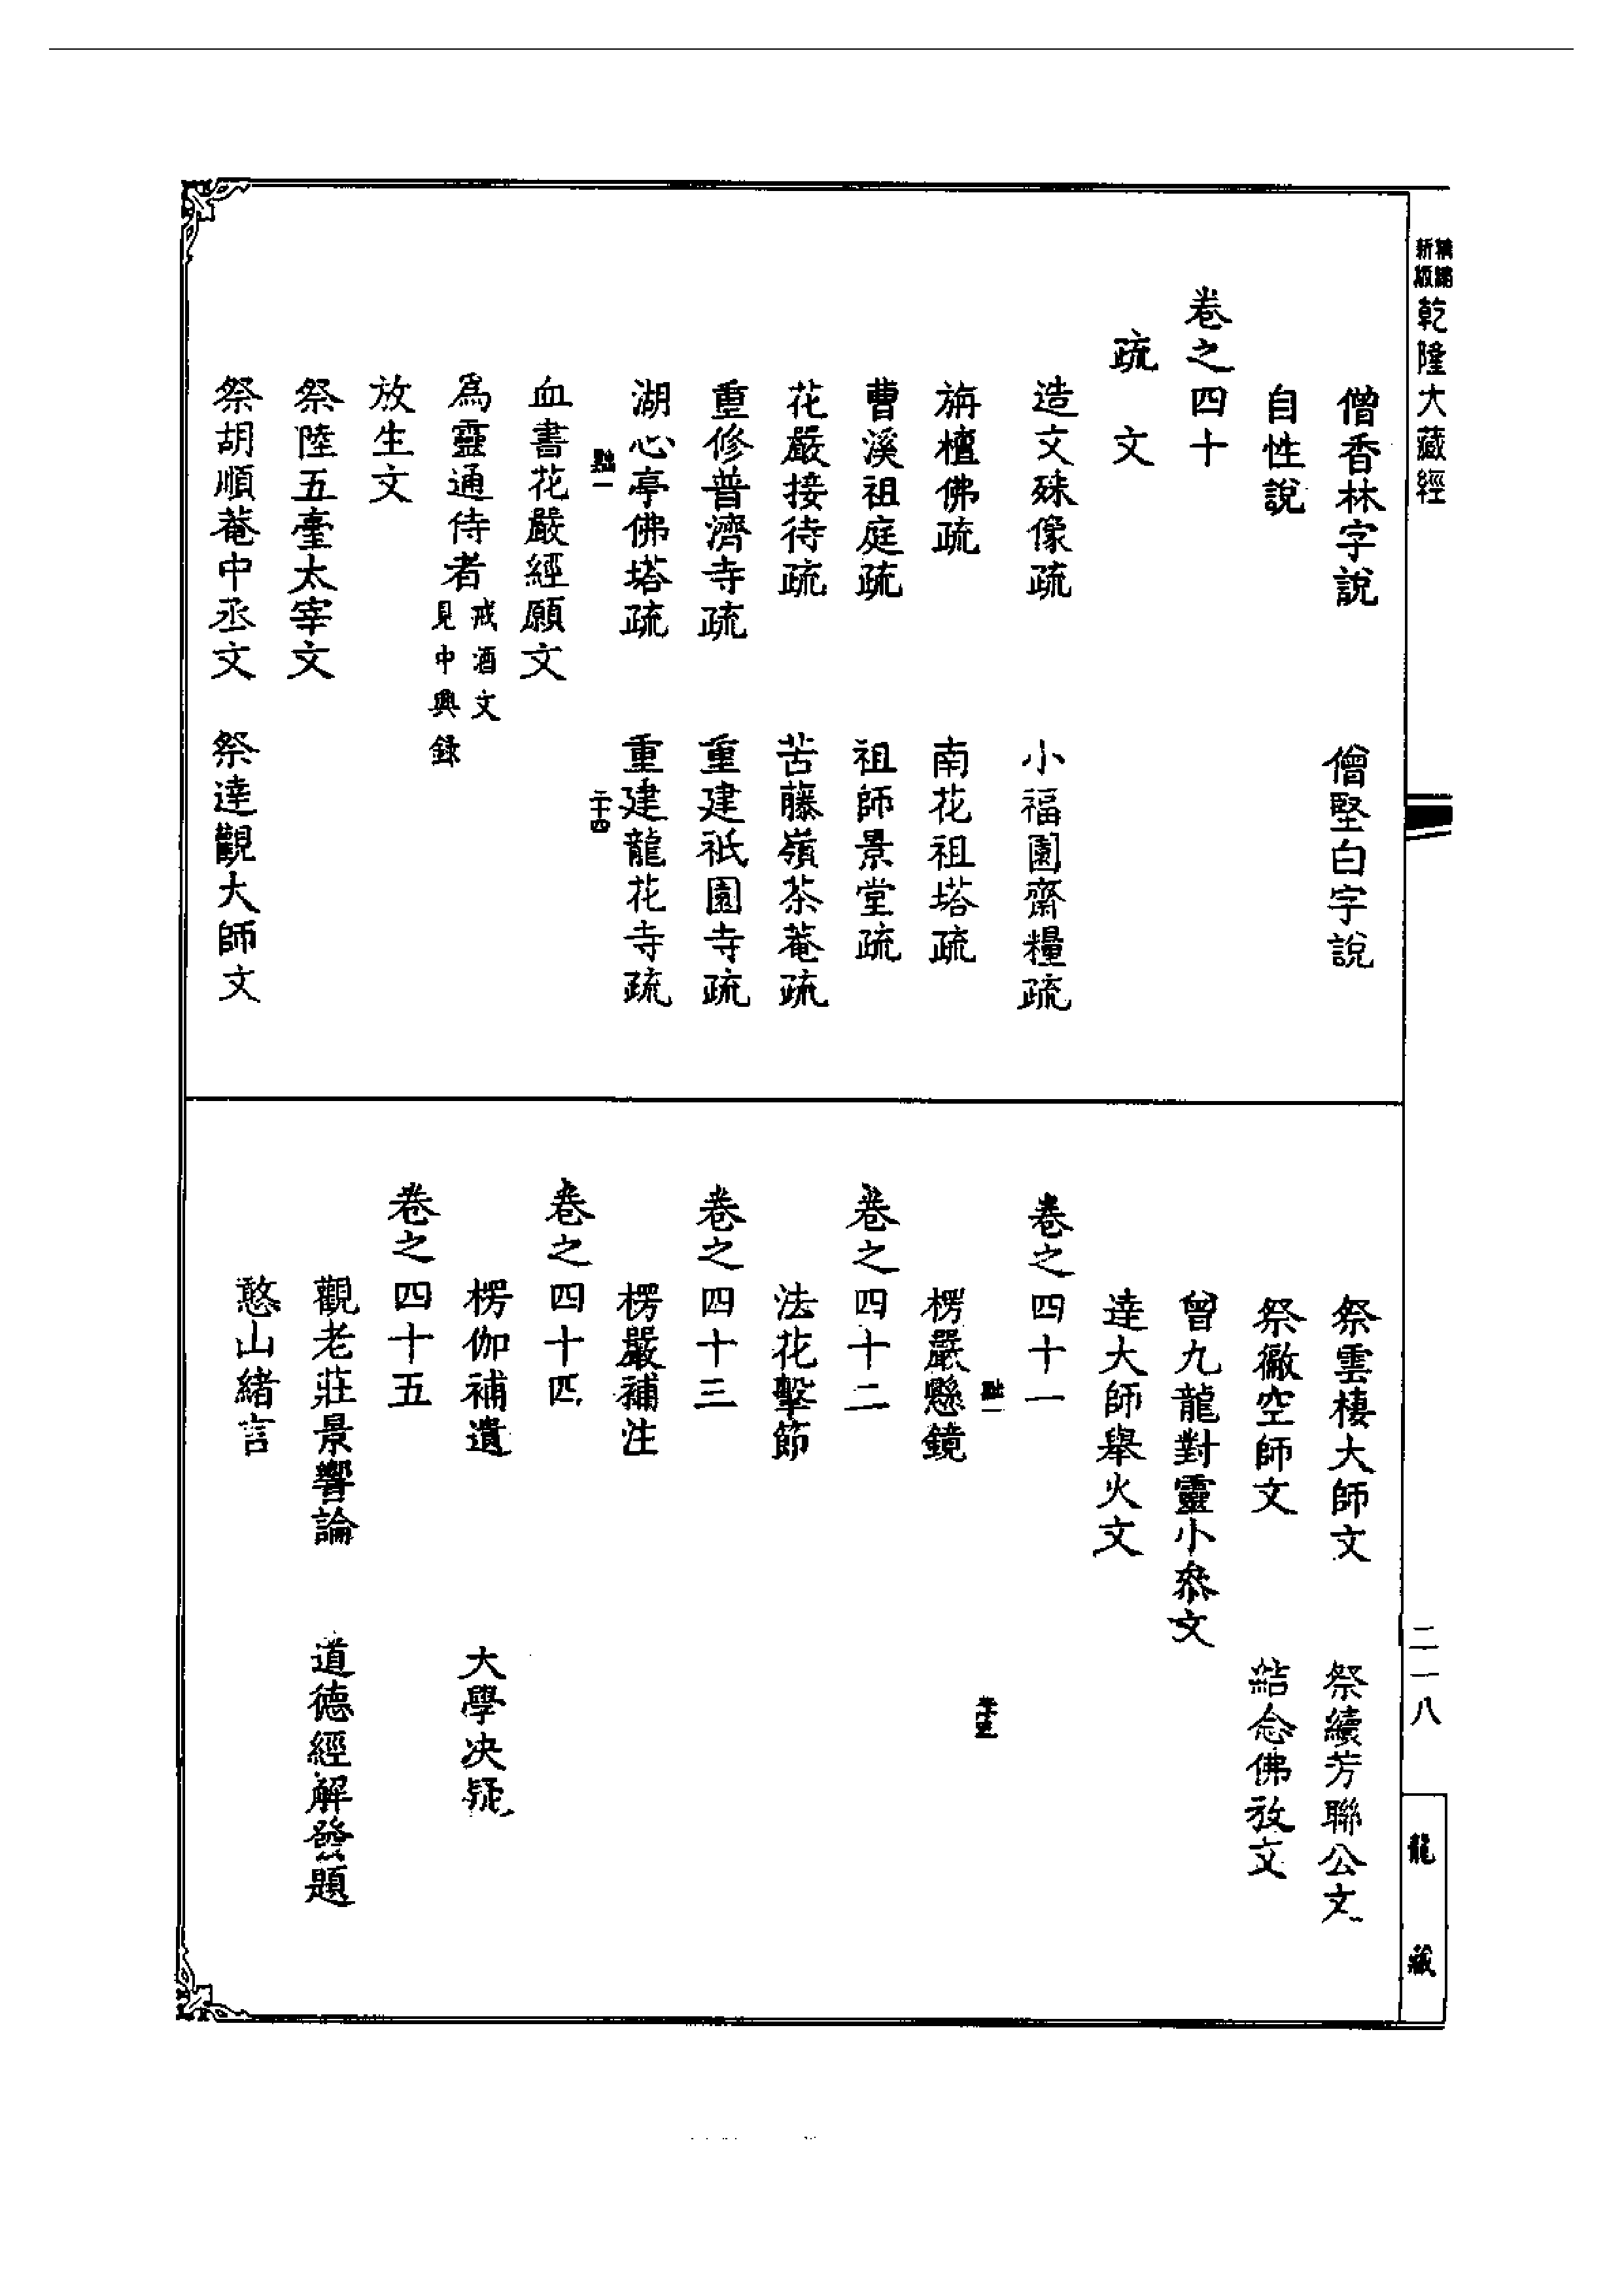 精縮
新版
乾隆大藏經
僧香林字說　僧堅白字說
自性說
卷之四十
疏　文
造文殊像疏　小福園齋糧疏
旃檀佛疏　南花祖塔疏
曹溪祖庭疏　祖師景堂疏
花嚴接待疏　苦藤嶺茶菴疏
重修普濟寺疏　重建祇園寺疏
湖心亭佛塔疏　重建龍花寺疏
二十四
血書花嚴經願文
為靈通侍者戒酒文見中興錄
放生文
祭陸五臺太宰文
祭胡順菴中丞文　祭達觀大師文
祭雲棲大師文　祭續芳聯公文
祭徹空師文　結念佛放文
曾九龍對靈小叅文
達大師舉火文
卷之四十一
楞嚴懸鏡
卷之四十二
法花擊節
卷之四十三
楞嚴補注
卷之四十四
楞伽補遺　大學决疑
卷之四十五
觀老莊景響論　道德經解發題
憨山緒言
二一八
龍藏